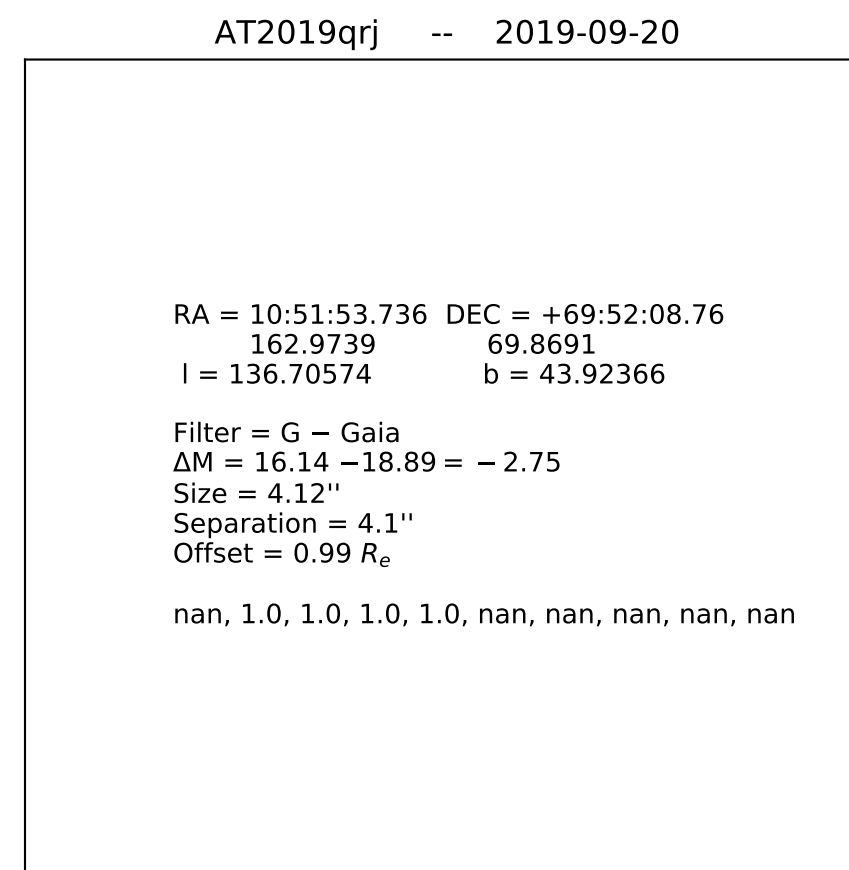 AT2019qrj -- 2019-09-20
RA = 10:51:53.736 DEC = +69:52:08.76
162.9739 69.8691
l = 136.70574 b = 43.92366
Filter = G − Gaia
ΔM = 16.14 −18.89 = − 2.75
Size = 4.12''
Separation = 4.1''
Offset = 0.99 Rₑ
nan, 1.0, 1.0, 1.0, 1.0, nan, nan, nan, nan, nan